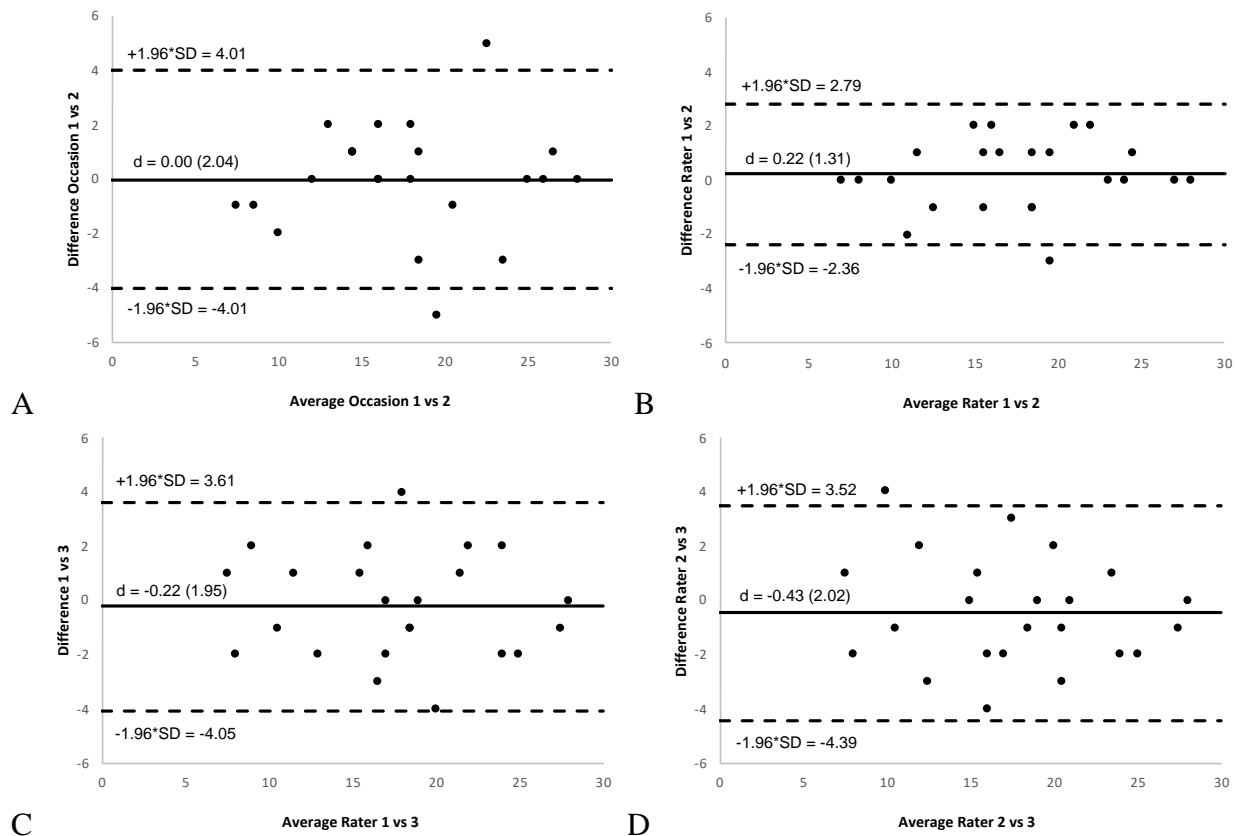 6
+1.96*SD = 4.01
4
2
d = 0.00 (2.04)
0
-2
-4
-1.96*SD = -4.01
-6
0 5 10 15 20 25 30
Difference Occasion 1 vs 2
Average Occasion 1 vs 2
A
6
4
+1.96*SD = 2.79
2
d = 0.22 (1.31)
0
-2
-1.96*SD = -2.36
-4
-6
0 5 10 15 20 25 30
Difference Rater 1 vs 2
Average Rater 1 vs 2
B
6
+1.96*SD = 3.61
4
2
d = -0.22 (1.95)
0
-2
-4
-1.96*SD = -4.05
-6
0 5 10 15 20 25 30
Difference 1 vs 3
Average Rater 1 vs 3
C
6
+1.96*SD = 3.52
4
2
d = -0.43 (2.02)
0
-2
-4
-1.96*SD = -4.39
-6
0 5 10 15 20 25 30
Difference Rater 2 vs 3
Average Rater 2 vs 3
D